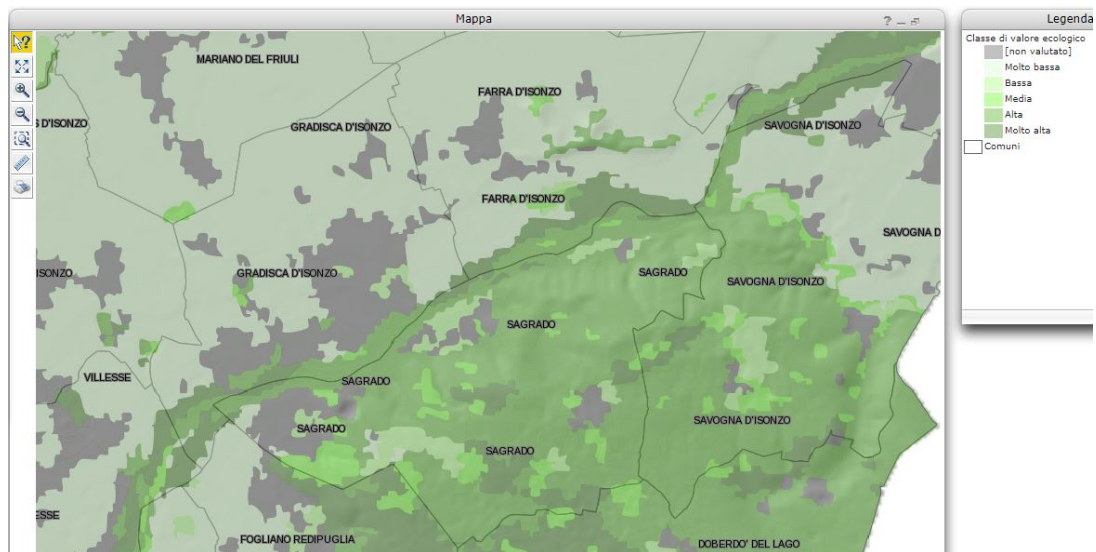 Mappa
?
Legenda
Classe di valore ecologico
[non valutato]
Molto bassa
Bassa
Media
Alta
Molto alta
Comuni
MARIANO DEL FRIULI
FARRA D'ISONZO
S D'ISONZO
GRADISCA D'ISONZO
SAVOGNA D'ISONZO
FARRA D'ISONZO
SAVOGNA D
ISONZO
GRADISCA D'ISONZO
SAGRADO
SAVOGNA D'ISONZO
SAGRADO
VILLESSE
SAGRADO
SAGRADO
SAVOGNA D'ISONZO
SAGRADO
ESSE
FOGLIANO REDIPUGLIA
DOBERDO' DEL LAGO